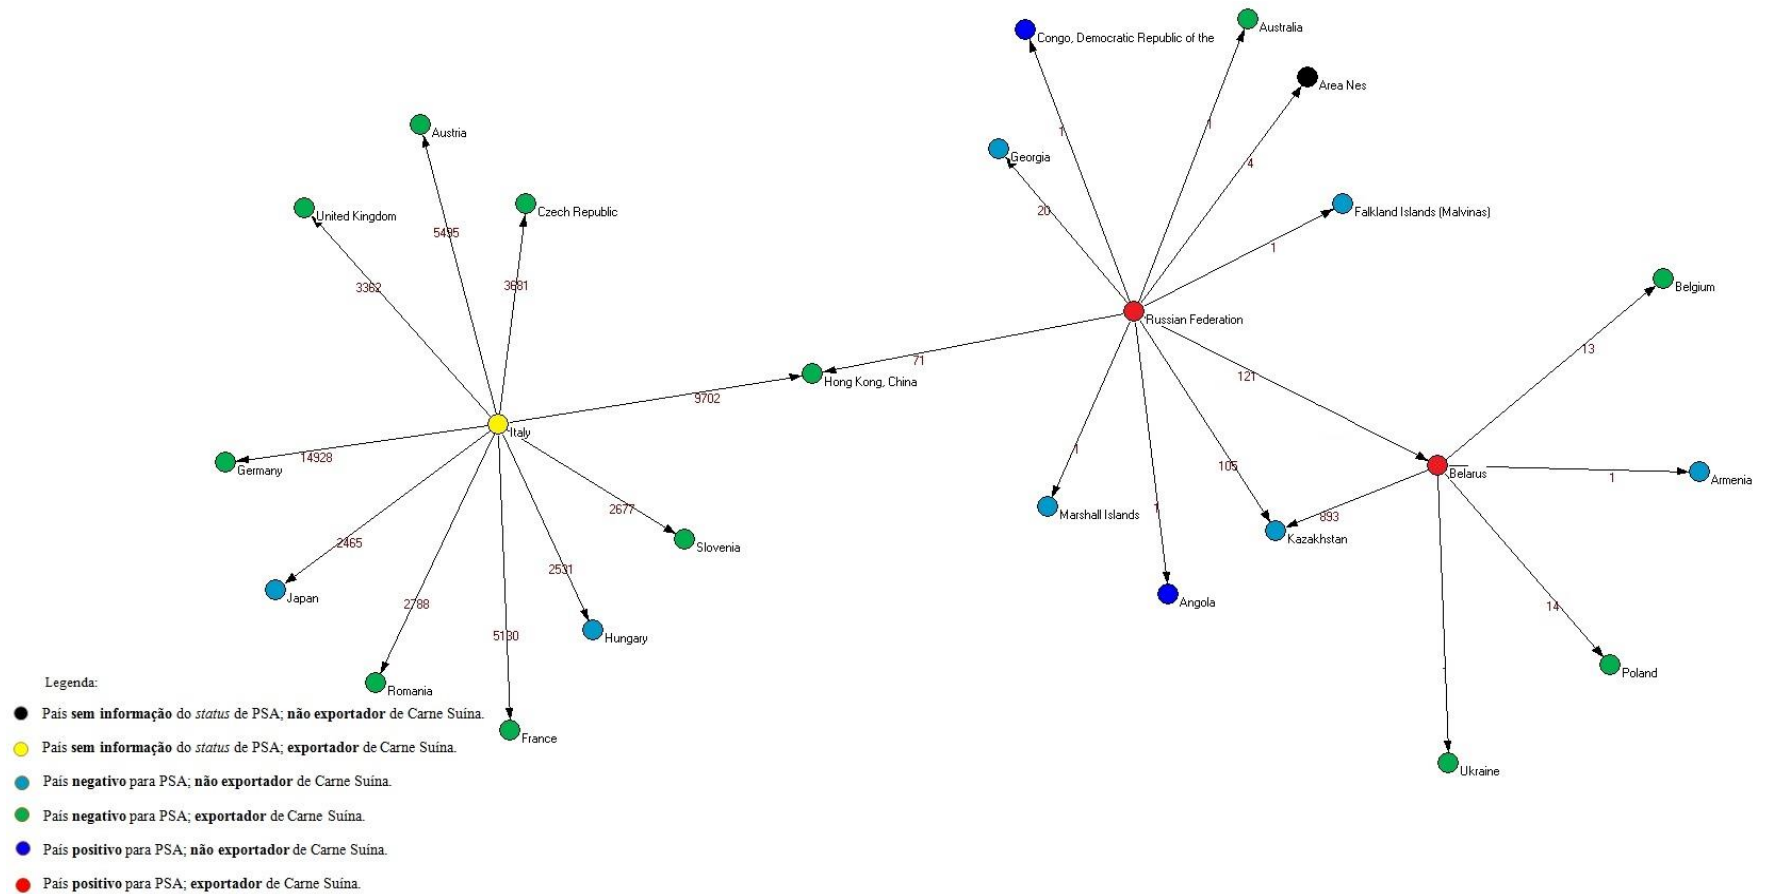 Congo, Democratic Republic of the
Australia
Area Nes
Austria
1
1
Georgia
4
United Kingdom
Czech Republic
20
Falkland Islands (Malvinas)
5495
1
3362
3681
Belgium
Russian Federation
13
71
121
Hong Kong, China
9702
Italy
14928
Germany
1
105
Belarus
1
Armenia
2677
1
Marshall Islands
893
Kazakhstan
2465
Slovenia
2531
Japan
2788
Angola
14
5130
Hungary
Poland
Romania
France
Ukraine
Legenda:
País sem informação do status de PSA; não exportador de Carne Suína.
País sem informação do status de PSA; exportador de Carne Suína.
País negativo para PSA; não exportador de Carne Suína.
País negativo para PSA; exportador de Carne Suína.
País positivo para PSA; não exportador de Carne Suína.
País positivo para PSA; exportador de Carne Suína.